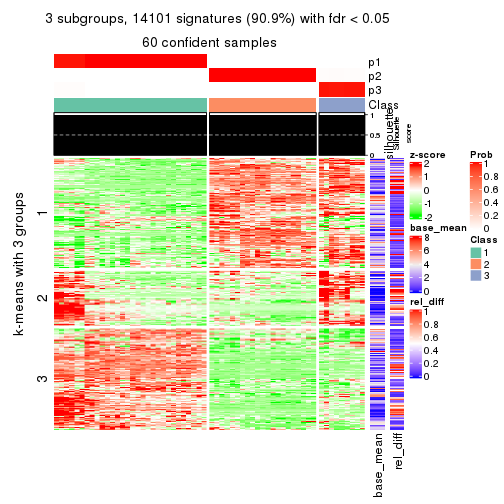 3 subgroups, 14101 signatures (90.9%) with fdr < 0.05
60 confident samples
p1
p2
p3
Class
1
0.5
0
silhouette
Silhouette
score
k-means with 3 groups
1
2
3
base_mean
rel_diff
z-score
2
1
0
-1
-2
base_mean
8
6
4
2
0
rel_diff
1
0.8
0.6
0.4
0.2
0
Prob
1
0.8
0.6
0.4
0.2
0
Class
1
2
3